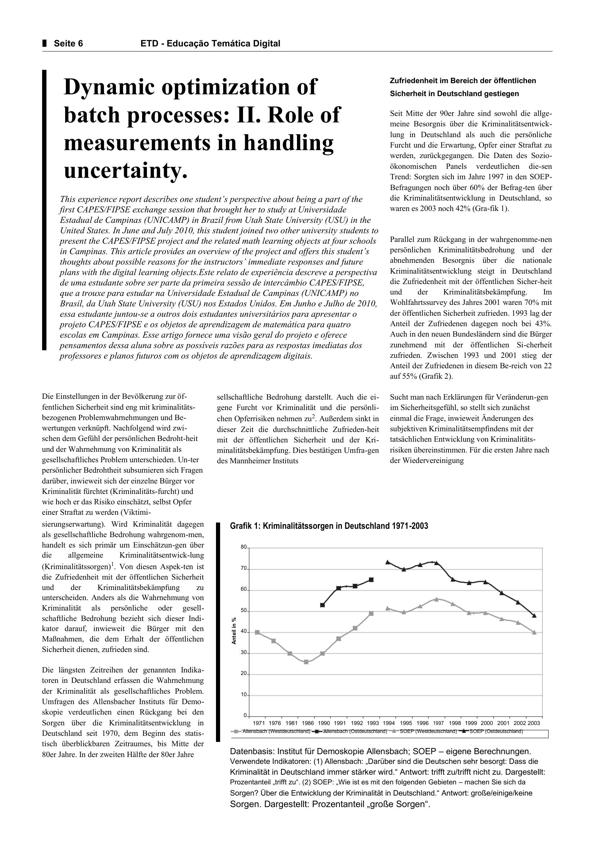 Seite 6
ETD - Educação Temática Digital
Dynamic optimization of
batch processes: II. Role of
measurements in handling
uncertainty.
This experience report describes one student's perspective about being a part of the
first CAPES/FIPSE exchange session that brought her to study at Universidade
Estadual de Campinas (UNICAMP) in Brazil from Utah State University (USU) in the
United States. In June and July 2010, this student joined two other university students to
present the CAPES/FIPSE project and the related math learning objects at four schools
in Campinas. This article provides an overview of the project and offers this student's
thoughts about possible reasons for the instructors' immediate responses and future
plans with the digital learning objects.Este relato de experiência descreve a perspectiva
de uma estudante sobre ser parte da primeira sessão de intercâmbio CAPES/FIPSE,
que a trouxe para estudar na Universidade Estadual de Campinas (UNICAMP) no
Brasil, da Utah State University (USU) nos Estados Unidos. Em Junho e Julho de 2010,
essa estudante juntou-se a outros dois estudantes universitários para apresentar o
projeto CAPES/FIPSE e os objetos de aprendizagem de matemática para quatro
escolas em Campinas. Esse artigo fornece uma visão geral do projeto e oferece
pensamentos dessa aluna sobre as possíveis razões para as respostas imediatas dos
professores e planos futuros com os objetos de aprendizagem digitais.
Zufriedenheit im Bereich der öffentlichen
Sicherheit in Deutschland gestiegen
Seit Mitte der 90er Jahre sind sowohl die allge-
meine Besorgnis über die Kriminalitätsentwick-
lung in Deutschland als auch die persönliche
Furcht und die Erwartung, Opfer einer Straftat zu
werden, zurückgegangen. Die Daten des Sozio-
ökonomischen Panels verdeutlichen die-sen
Trend: Sorgten sich im Jahre 1997 in den SOEP-
Befragungen noch über 60% der Befrag-ten über
die Kriminalitätsentwicklung in Deutschland, so
waren es 2003 noch 42% (Gra-fik 1).
Parallel zum Rückgang in der wahrgenomme-nen
persönlichen Kriminalitätsbedrohung und der
abnehmenden Besorgnis über die nationale
Kriminalitätsentwicklung steigt in Deutschland
die Zufriedenheit mit der öffentlichen Sicher-heit
und der Kriminalitätsbekämpfung. Im
Wohlfahrtssurvey des Jahres 2001 waren 70% mit
der öffentlichen Sicherheit zufrieden. 1993 lag der
Anteil der Zufriedenen dagegen noch bei 43%.
Auch in den neuen Bundesländern sind die Bürger
zunehmend mit der öffentlichen Si-cherheit
zufrieden. Zwischen 1993 und 2001 stieg der
Anteil der Zufriedenen in diesem Be-reich von 22
auf 55% (Grafik 2).
Die Einstellungen in der Bevölkerung zur öf-
fentlichen Sicherheit sind eng mit kriminalitäts-
bezogenen Problemwahrnehmungen und Be-
wertungen verknüpft. Nachfolgend wird zwi-
schen dem Gefühl der persönlichen Bedroht-heit
und der Wahrnehmung von Kriminalität als
gesellschaftliches Problem unterschieden. Un-ter
persönlicher Bedrohtheit subsumieren sich Fragen
darüber, inwieweit sich der einzelne Bürger vor
Kriminalität fürchtet (Kriminalitäts-furcht) und
wie hoch er das Risiko einschätzt, selbst Opfer
einer Straftat zu werden (Viktimi-
sierungserwartung). Wird Kriminalität dagegen
als gesellschaftliche Bedrohung wahrgenom-men,
handelt es sich primär um Einschätzun-gen über
die allgemeine Kriminalitätsentwick-lung
(Kriminalitätssorgen)1. Von diesen Aspek-ten ist
die Zufriedenheit mit der öffentlichen Sicherheit
und der Kriminalitätsbekämpfung zu
unterscheiden. Anders als die Wahrnehmung von
Kriminalität als persönliche oder gesell-
schaftliche Bedrohung bezieht sich dieser Indi-
kator darauf, inwieweit die Bürger mit den
Maßnahmen, die dem Erhalt der öffentlichen
Sicherheit dienen, zufrieden sind.
Die längsten Zeitreihen der genannten Indika-
toren in Deutschland erfassen die Wahrnehmung
der Kriminalität als gesellschaftliches Problem.
Umfragen des Allensbacher Instituts für Demo-
skopie verdeutlichen einen Rückgang bei den
Sorgen über die Kriminalitätsentwicklung in
Deutschland seit 1970, dem Beginn des statis-
tisch überblickbaren Zeitraumes, bis Mitte der
80er Jahre. In der zweiten Hälfte der 80er Jahre
sellschaftliche Bedrohung darstellt. Auch die ei-
gene Furcht vor Kriminalität und die persönli-
chen Opferrisiken nehmen zu2. Außerdem sinkt in
dieser Zeit die durchschnittliche Zufrieden-heit
mit der öffentlichen Sicherheit und der Kri-
minalitätsbekämpfung. Dies bestätigen Umfra-gen
des Mannheimer Instituts
Sucht man nach Erklärungen für Veränderun-gen
im Sicherheitsgefühl, so stellt sich zunächst
einmal die Frage, inwieweit Änderungen des
subjektiven Kriminalitätsempfindens mit der
tatsächlichen Entwicklung von Kriminalitäts-
risiken übereinstimmen. Für die ersten Jahre nach
der Wiedervereinigung
Grafik 1: Kriminalitätssorgen in Deutschland 1971-2003
Anteil in %
80
70
60
50
40
30
20
10
0
1971 1976 1981 1986 1990 1991 1992 1993 1994 1995 1996 1997 1998 1999 2000 2001 2002 2003
Allensbach (Westdeutschland) Allensbach (Ostdeutschland) SOEP (Westdeutschland) SOEP (Ostdeutschland)
Datenbasis: Institut für Demoskopie Allensbach; SOEP – eigene Berechnungen.
Verwendete Indikatoren: (1) Allensbach: „Darüber sind die Deutschen sehr besorgt: Dass die
Kriminalität in Deutschland immer stärker wird.“ Antwort: trifft zu/trifft nicht zu. Dargestellt:
Prozentanteil „trifft zu“. (2) SOEP: „Wie ist es mit den folgenden Gebieten – machen Sie sich da
Sorgen? Über die Entwicklung der Kriminalität in Deutschland.“ Antwort: große/einige/keine
Sorgen. Dargestellt: Prozentanteil „große Sorgen“.